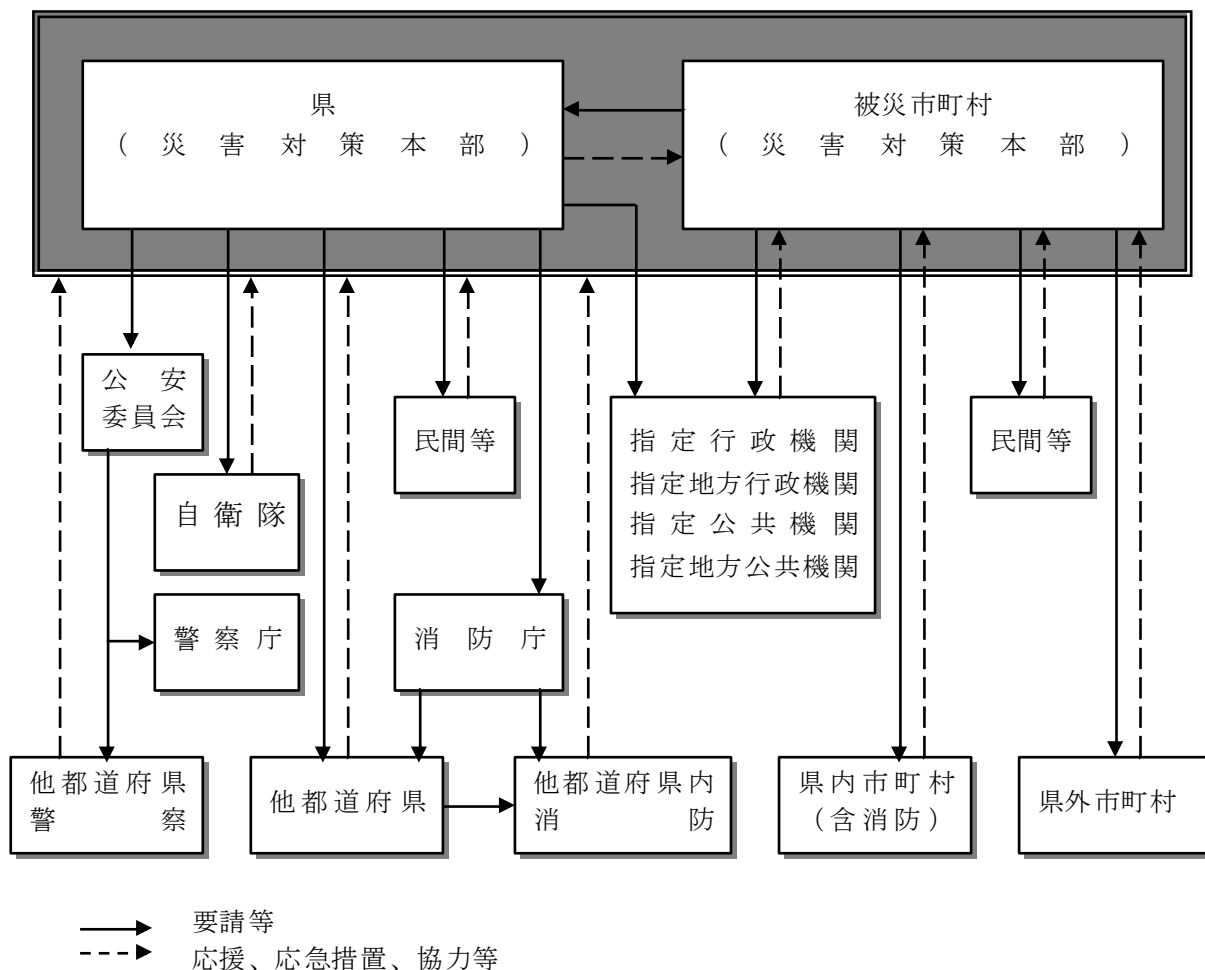 県
(災害対策本部)
被災市町村
(災害対策本部)
公安
委員会
民間等
指定行政機関
指定地方行政機関
指定公共機関
指定地方公共機関
民間等
自衛隊
警察庁
消防庁
他都道府県
警察
他都道府県
他都道府県内
消防
県内市町村
(含消防)
県外市町村
要請等
応援、応急措置、協力等